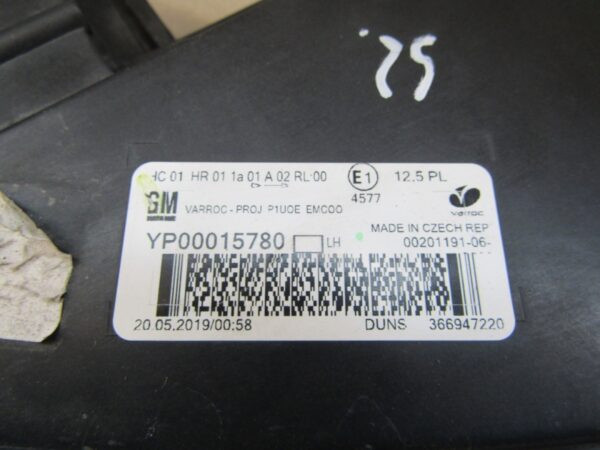 52.
HC 01 HR 01 1a 01 A 02 RL-00 E1 12.5 PL
4577
GM VARROC - PROJ P1UOE EMCOO varroc
MADE IN CZECH REP
YP00015780 LH 00201191-06-
20.05.2019/00:58 DUNS 366947220